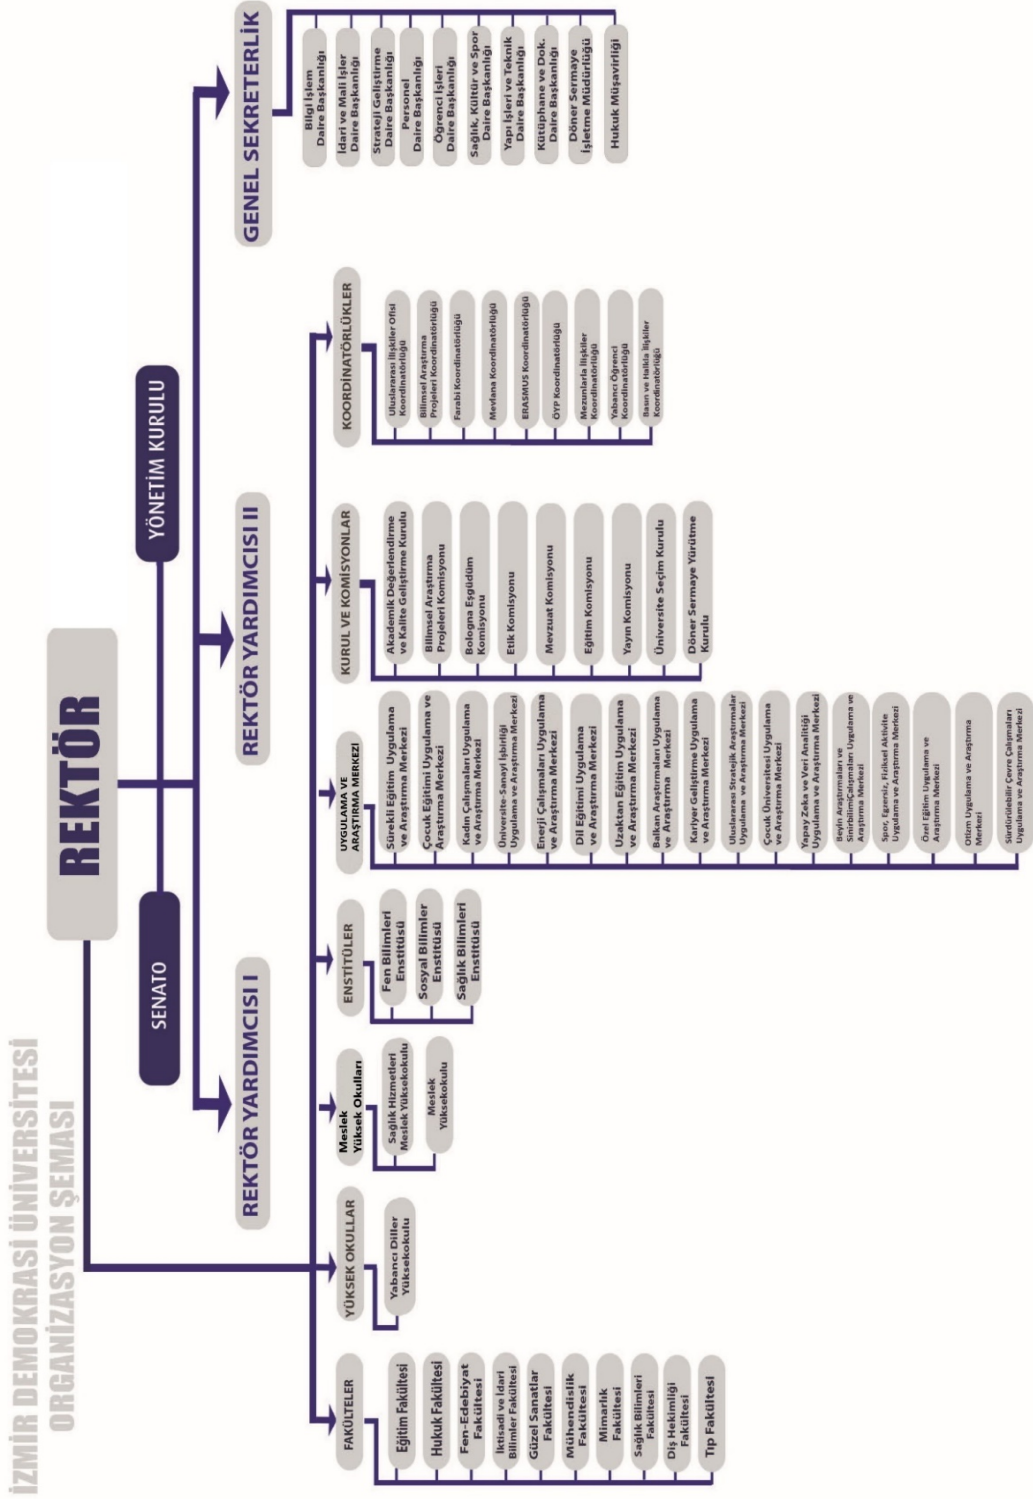 İZMİR DEMOKRASİ ÜNİVERSİTESİ
ORGANİZASYON ŞEMASI
REKTÖR
SENATO
YÖNETİM KURULU
REKTÖR YARDIMCISI I
REKTÖR YARDIMCISI II
GENEL SEKRETERLİK
Bilgi İşlem
Daire Başkanlığı
İdari ve Mali İşler
Daire Başkanlığı
Strateji Geliştirme
Daire Başkanlığı
Personel
Daire Başkanlığı
Öğrenci İşleri
Daire Başkanlığı
Sağlık, Kültür ve Spor
Daire Başkanlığı
Yapı İşleri ve Teknik
Daire Başkanlığı
Kütüphane ve Dok.
Daire Başkanlığı
Döner Sermaye
İşletme Müdürlüğü
Hukuk Müşavirliği
FAKÜLTELER
Eğitim Fakültesi
Hukuk Fakültesi
Fen-Edebiyat
Fakültesi
İktisadi ve İdari
Bilimler Fakültesi
Güzel Sanatlar
Fakültesi
Mühendislik
Fakültesi
Mimarlık
Fakültesi
Sağlık Bilimleri
Fakültesi
Diş Hekimliği
Fakültesi
Tıp Fakültesi
YÜKSEK OKULLAR
Yabancı Diller
Yüksekokulu
Meslek
Yüksek Okulları
Sağlık Hizmetleri
Meslek Yüksekokulu
Meslek
Yüksekokulu
ENSTİTÜLER
Fen Bilimleri
Enstitüsü
Sosyal Bilimler
Enstitüsü
Sağlık Bilimleri
Enstitüsü
UYGULAMA VE
ARAŞTIRMA MERKEZİ
Sürekli Eğitim Uygulama
ve Araştırma Merkezi
Çocuk Eğitimi Uygulama ve
Araştırma Merkezi
Kadın Çalışmaları Uygulama
ve Araştırma Merkezi
Üniversite-Sanayi İşbirliği
Uygulama ve Araştırma Merkezi
Enerji Çalışmaları Uygulama
ve Araştırma Merkezi
Dil Eğitimi Uygulama
ve Araştırma Merkezi
Uzaktan Eğitim Uygulama
ve Araştırma Merkezi
Balkan Araştırmaları Uygulama
ve Araştırma Merkezi
Kariyer Geliştirme Uygulama
ve Araştırma Merkezi
Uluslararası Stratejik Araştırmalar
Uygulama ve Araştırma Merkezi
Çocuk Üniversitesi Uygulama
ve Araştırma Merkezi
Yapay Zeka ve Veri Analitiği
Uygulama ve Araştırma Merkezi
Beyin Araştırmaları ve
SinirbilimiÇalışmaları Uygulama ve
Araştırma Merkezi
Spor, Egzersiz, Fiziksel Aktivite
Uygulama ve Araştırma Merkezi
Özel Eğitim Uygulama ve
Araştırma Merkezi
Otizm Uygulama ve Araştırma
Merkezi
Sürdürülebilir Çevre Çalışmaları
Uygulama ve Araştırma Merkezi
KURUL VE KOMİSYONLAR
Akademik Değerlendirme
ve Kalite Geliştirme Kurulu
Bilimsel Araştırma
Projeleri Komisyonu
Bologna Eşgüdüm
Komisyonu
Etik Komisyonu
Mevzuat Komisyonu
Eğitim Komisyonu
Yayın Komisyonu
Üniversite Seçim Kurulu
Döner Sermaye Yürütme
Kurulu
KOORDİNATÖRLÜKLER
Uluslararası İlişkiler Ofisi
Koordinatörlüğü
Bilimsel Araştırma
Projeleri Koordinatörlüğü
Farabi Koordinatörlüğü
Mevlana Koordinatörlüğü
ERASMUS Koordinatörlüğü
ÖYP Koordinatörlüğü
Mezunlarla İlişkiler
Koordinatörlüğü
Yabancı Öğrenci
Koordinatörlüğü
Basın ve Halkla İlişkiler
Koordinatörlüğü